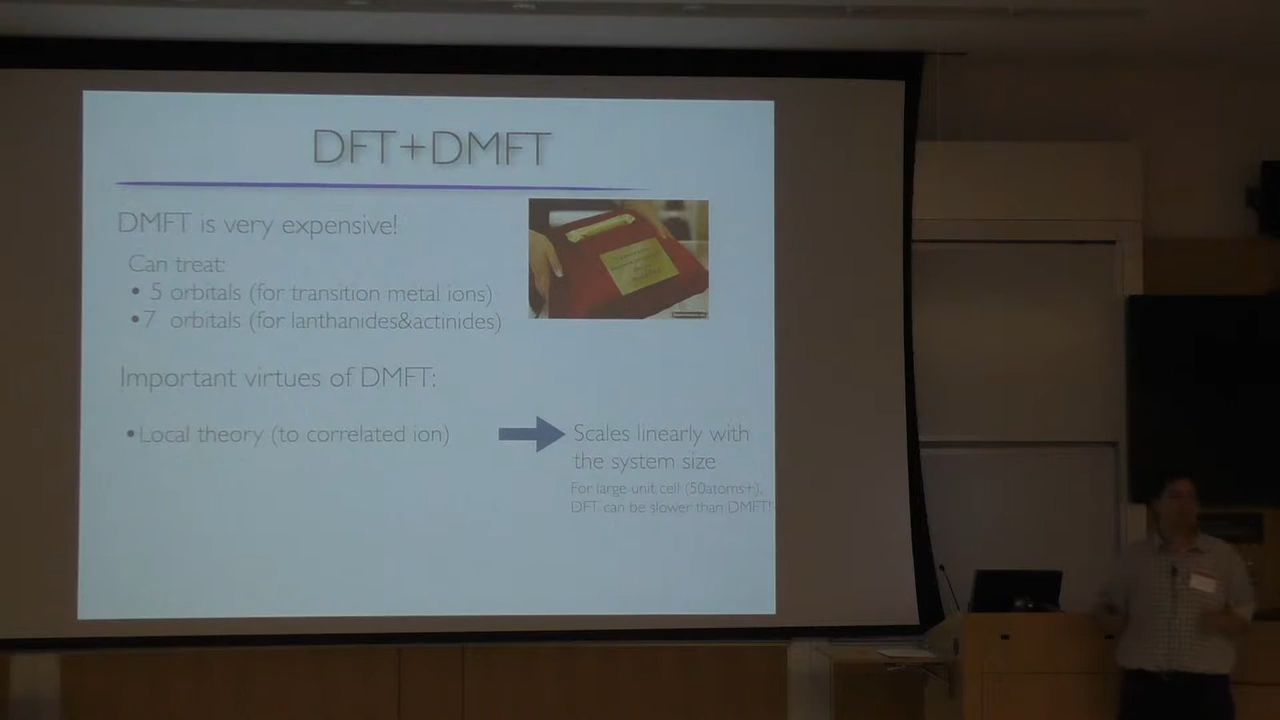 DFT+DMFT
DMFT is very expensive!
Can treat:
• 5 orbitals (for transition metal ions)
•7 orbitals (for lanthanides&actinides)
Important virtues of DMFT:
•Local theory (to correlated ion)
Scales linearly with
the system size
For large unit cell (50atoms+),
DFT can be slower than DMFT!